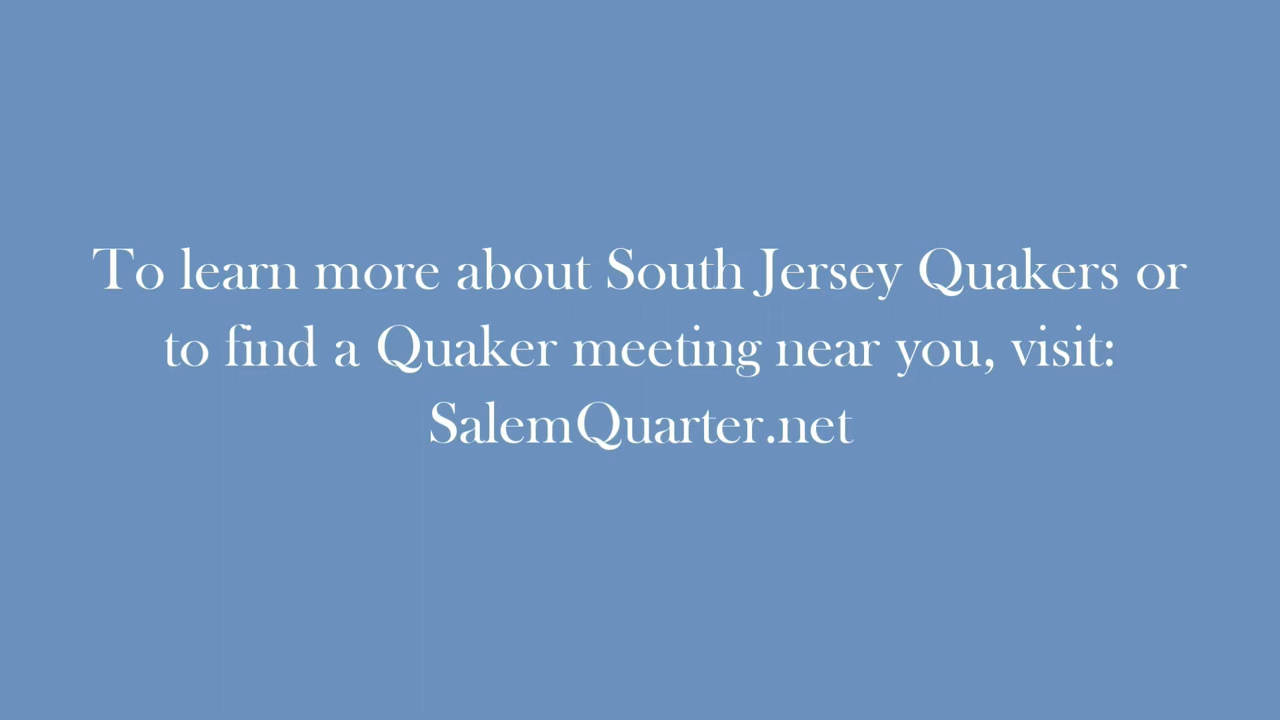 To learn more about South Jersey Quakers or
to find a Quaker meeting near you, visit:
SalemQuarter.net